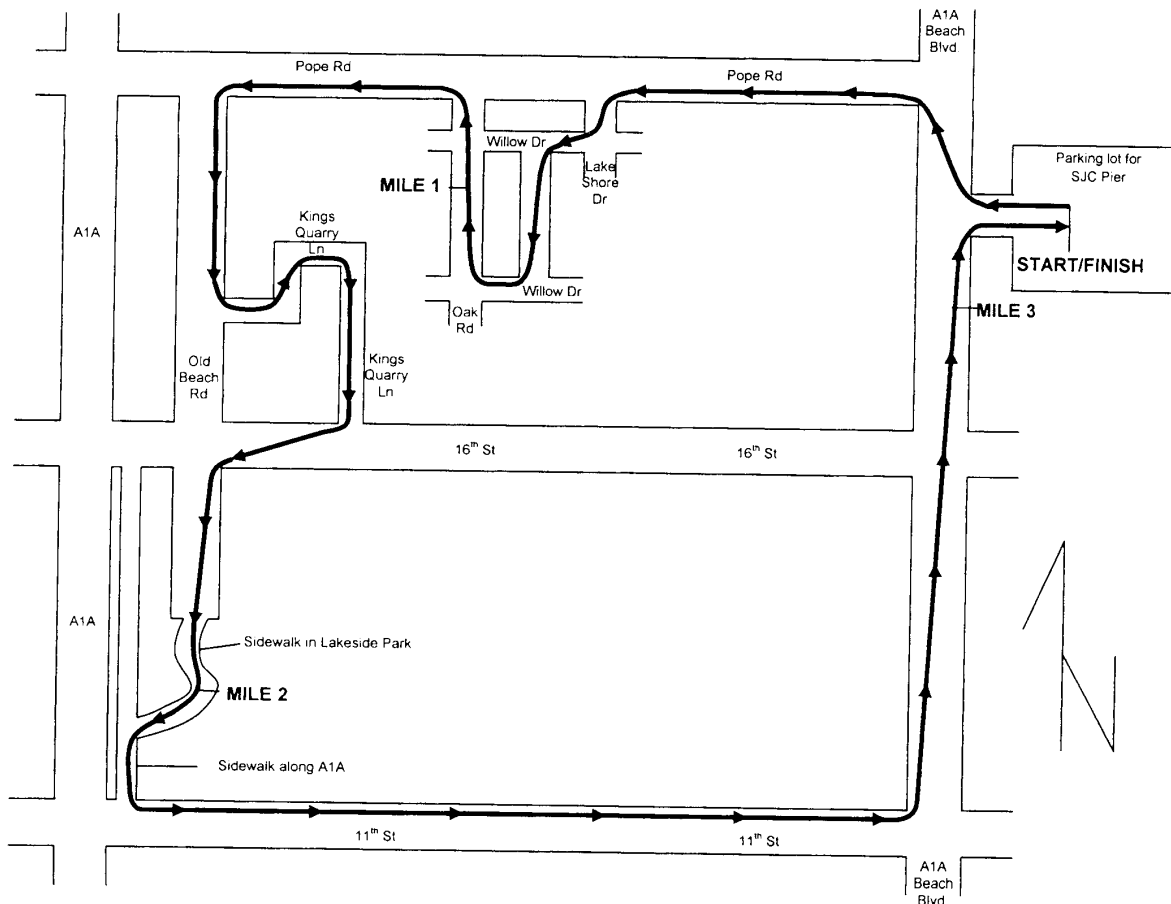 A1A
Beach
Blvd
Pope Rd
Pope Rd
Willow Dr
Lake
Shore
Dr
MILE 1
Parking lot for
SJC Pier
A1A
Kings
Quarry
Ln
START/FINISH
Willow Dr
Oak
Rd
MILE 3
Old
Beach
Rd
Kings
Quarry
Ln
16th St
16th St
A1A
Sidewalk in Lakeside Park
MILE 2
Sidewalk along A1A
11th St
11th St
A1A
Beach
Blvd
N